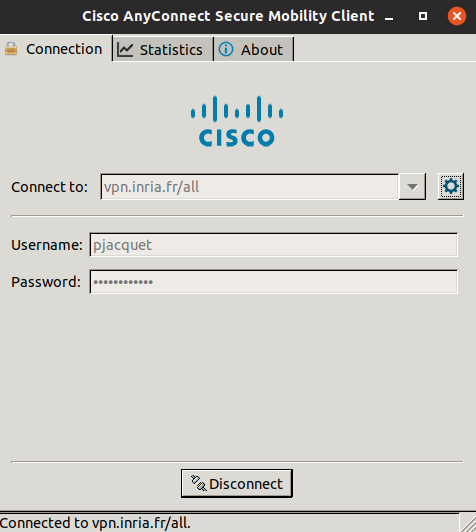 Cisco AnyConnect Secure Mobility Client
Connection Statistics About
CISCO
Connect to: vpn.inria.fr/all
Username: pjacquet
Password: ••••••••••••
Disconnect
Connected to vpn.inria.fr/all.